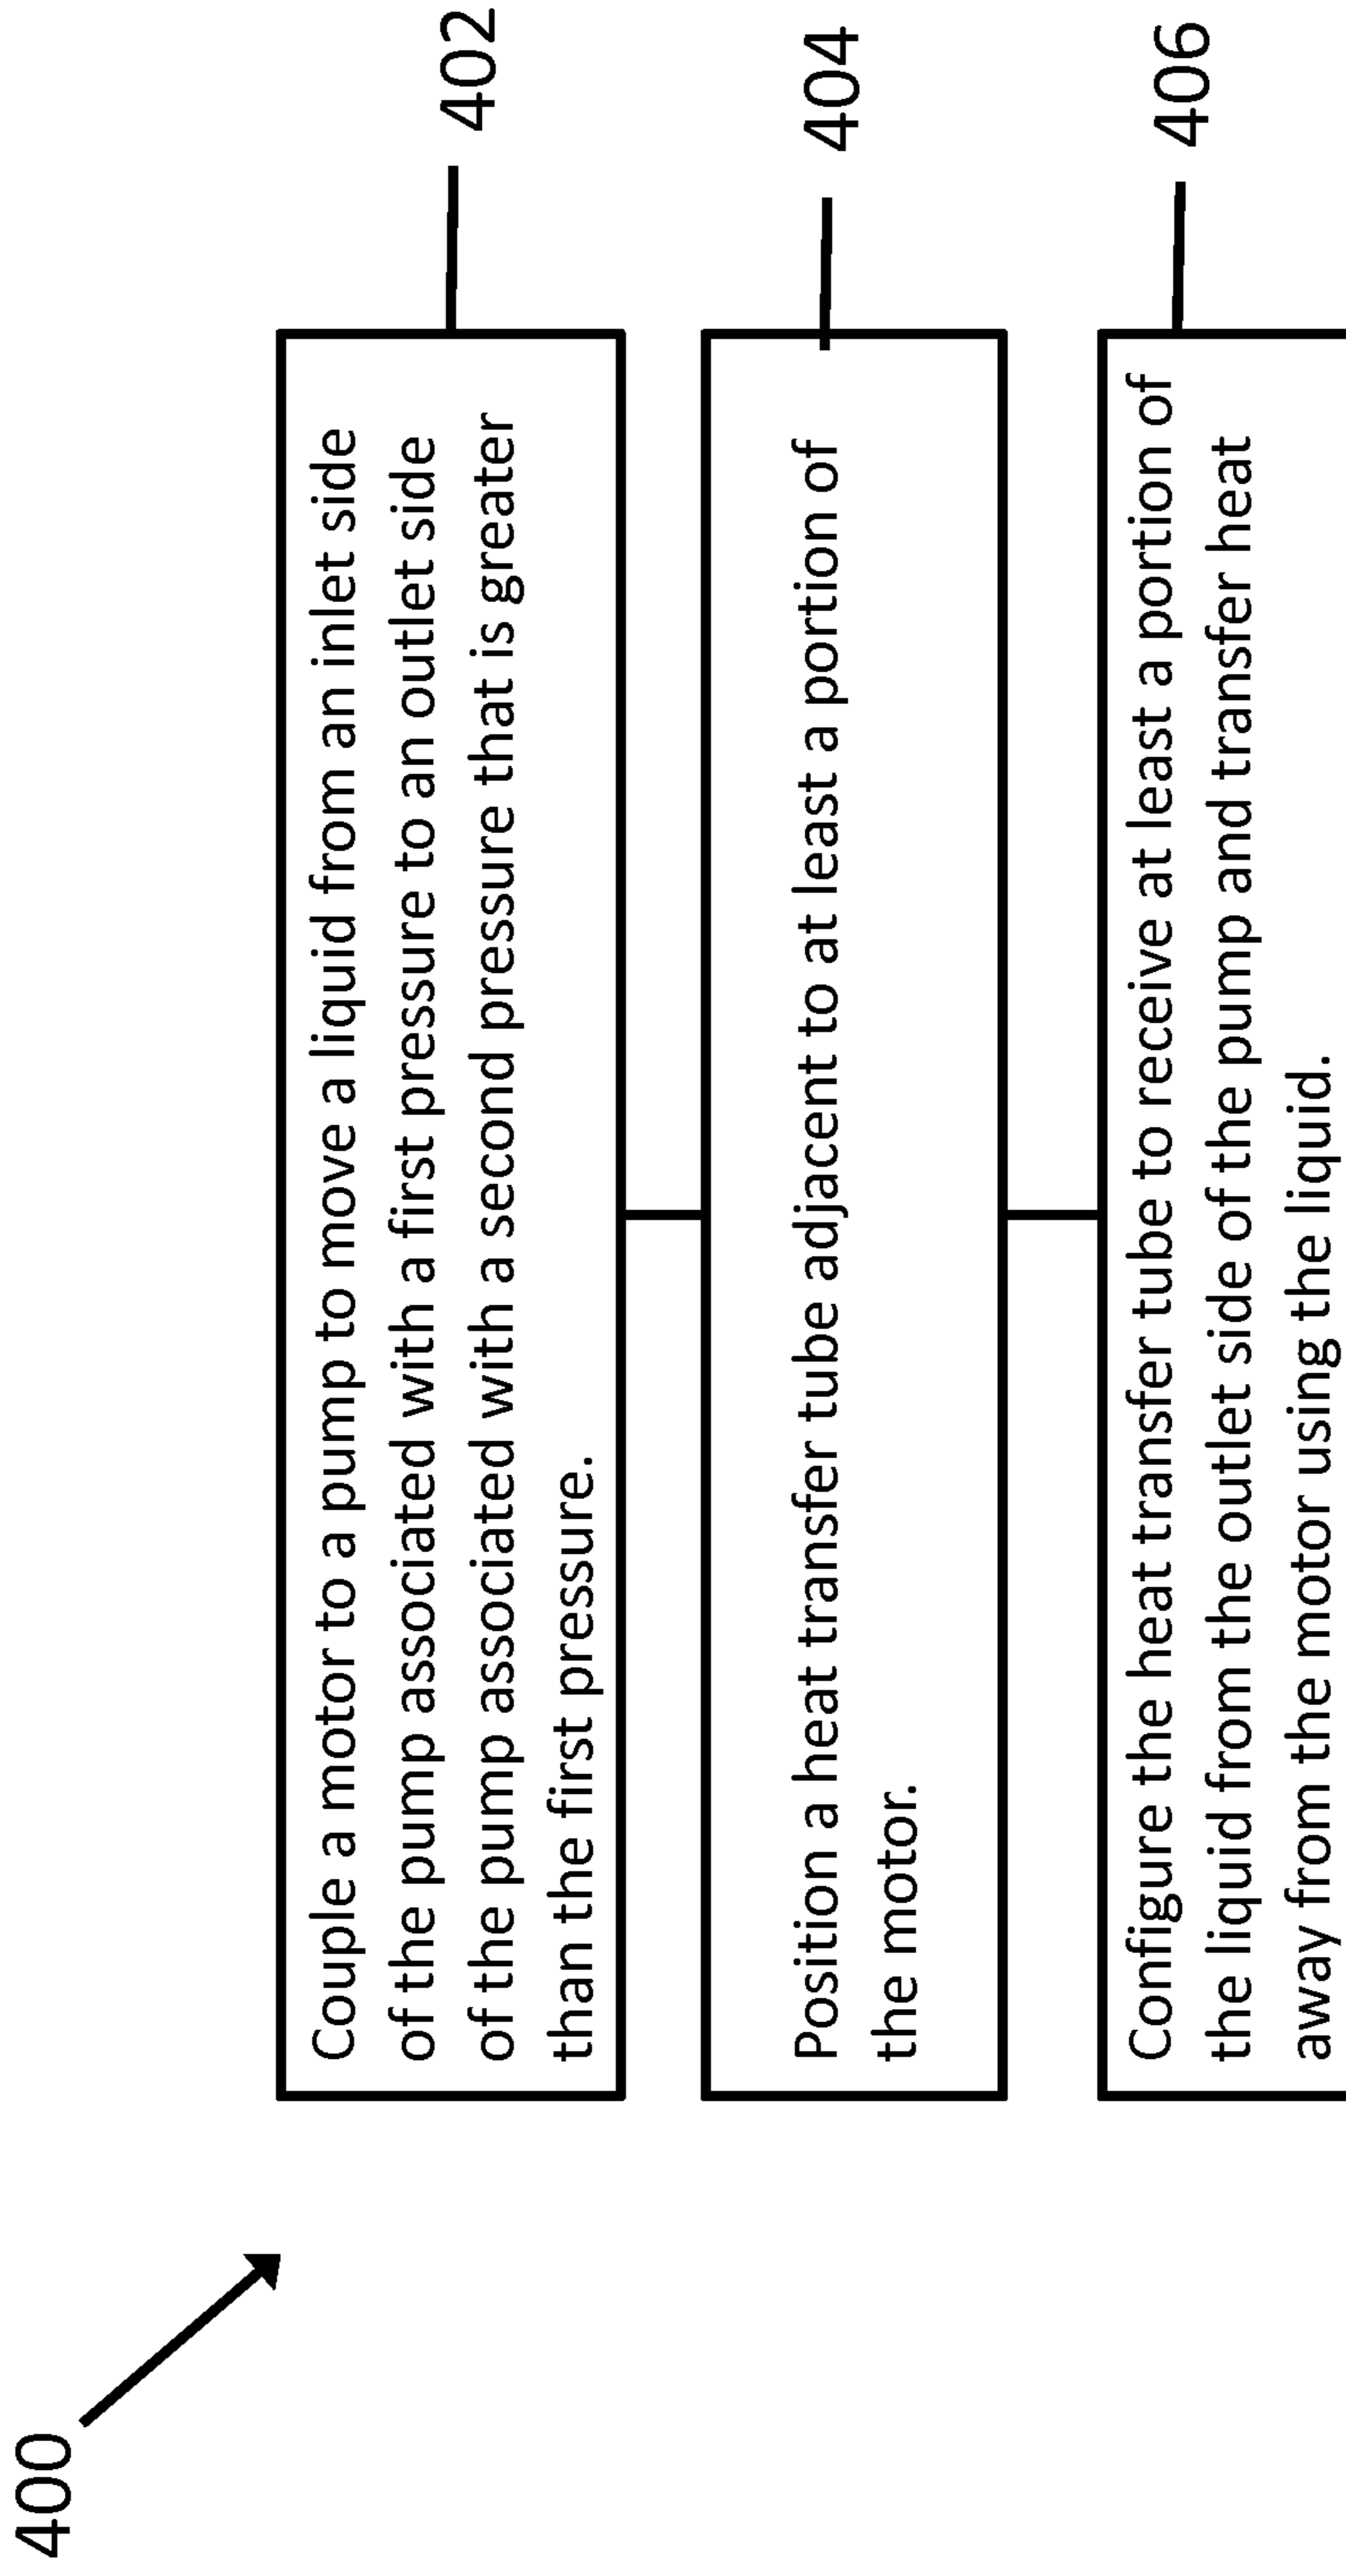 400
Couple a motor to a pump to move a liquid from an inlet side
of the pump associated with a first pressure to an outlet side
of the pump associated with a second pressure that is greater
than the first pressure.
402
Position a heat transfer tube adjacent to at least a portion of
the motor.
404
Configure the heat transfer tube to receive at least a portion of
the liquid from the outlet side of the pump and transfer heat
away from the motor using the liquid.
406